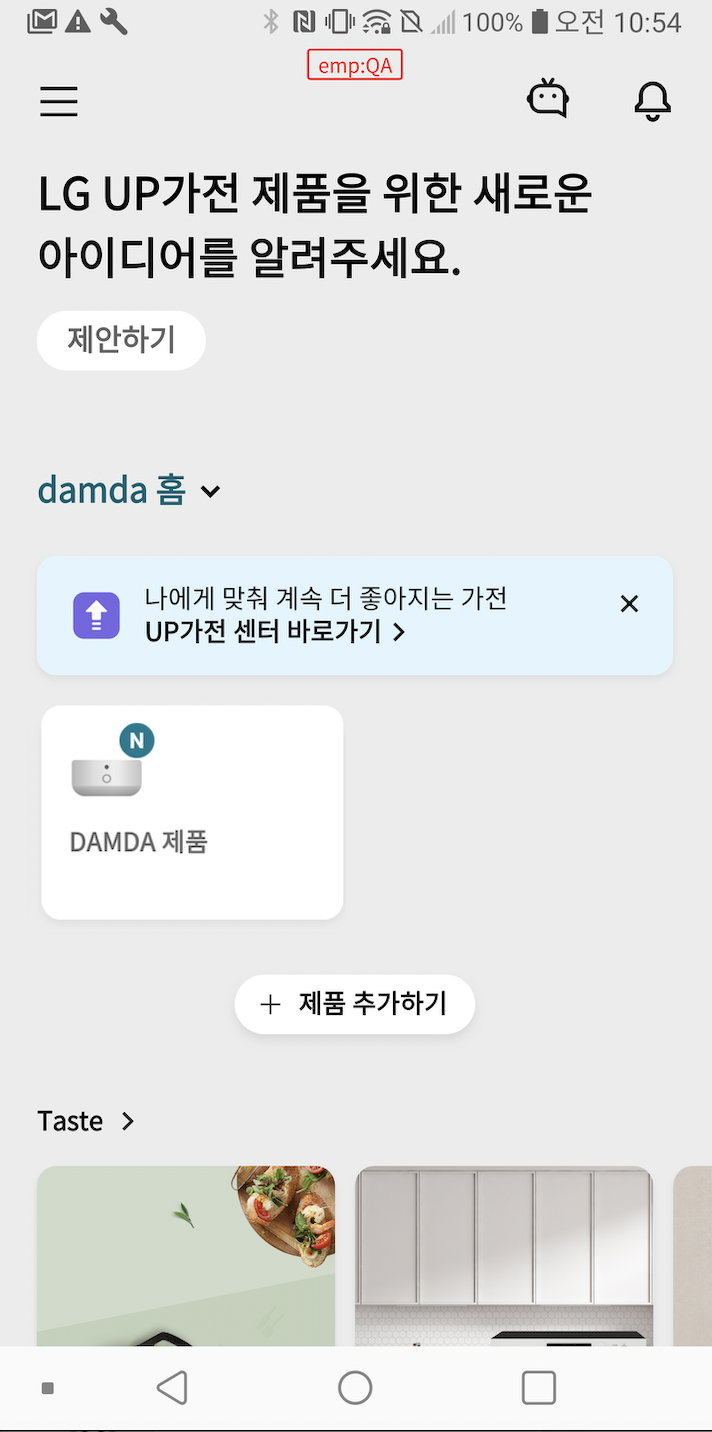 100% 오전 10:54
emp:QA
LG UP가전 제품을 위한 새로운
아이디어를 알려주세요.
제안하기
damda 홈
나에게 맞춰 계속 더 좋아지는 가전
UP가전 센터 바로가기
N
DAMDA 제품
제품 추가하기
Taste